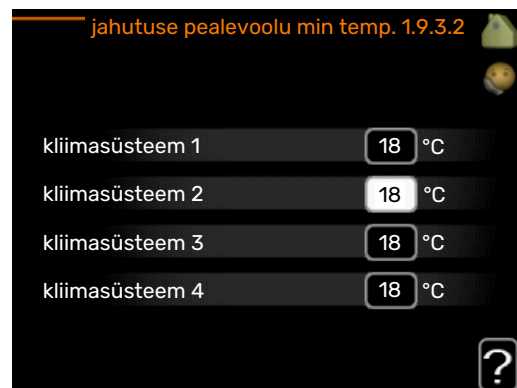 jahutuse pealevoolu min temp. 1.9.3.2
kliimasüsteem 1 18 °C
kliimasüsteem 2 18 °C
kliimasüsteem 3 18 °C
kliimasüsteem 4 18 °C
?